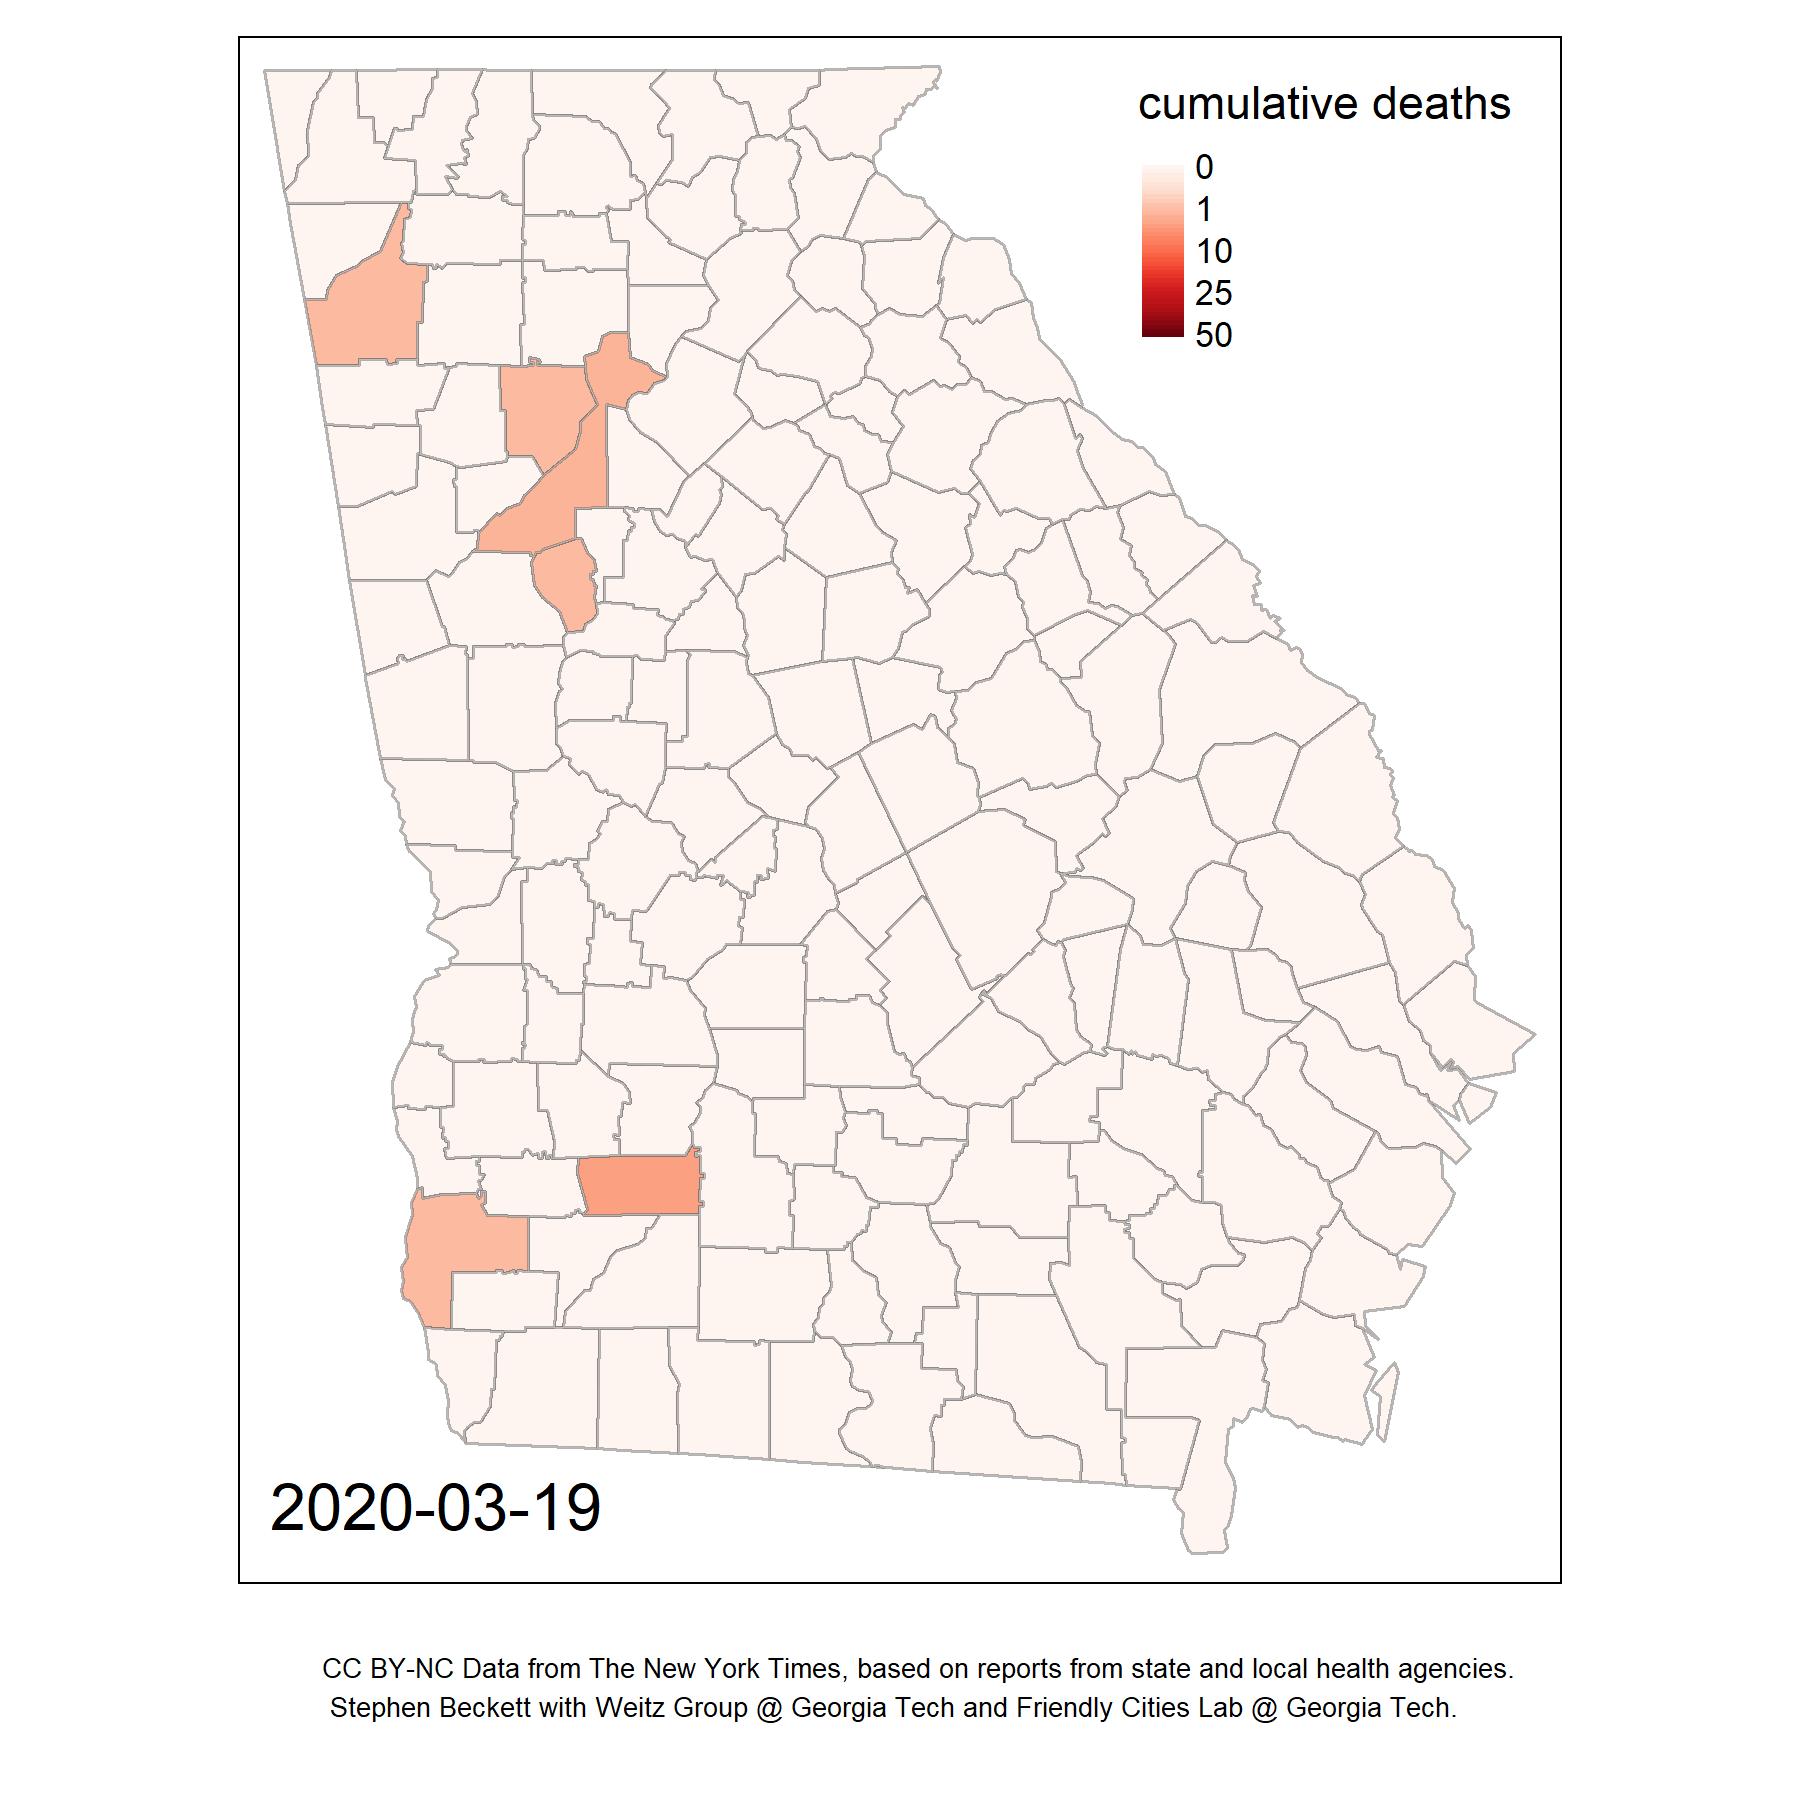 cumulative deaths
0
1
10
25
50
2020-03-19
CC BY-NC Data from The New York Times, based on reports from state and local health agencies.
Stephen Beckett with Weitz Group @ Georgia Tech and Friendly Cities Lab @ Georgia Tech.